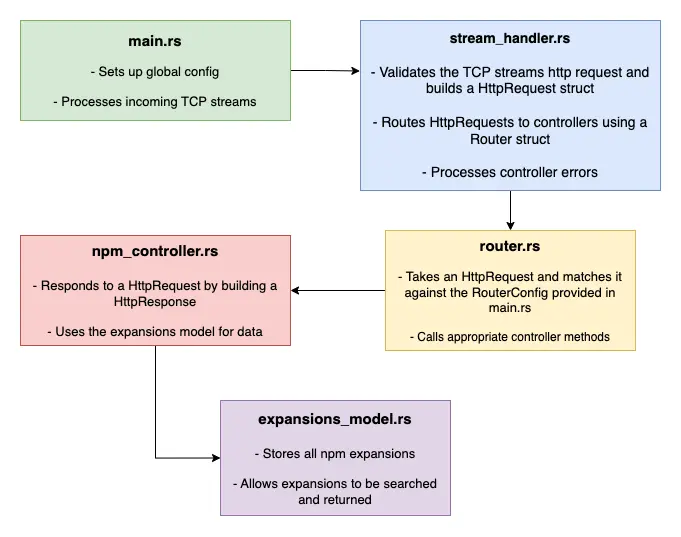 main.rs
- Sets up global config
- Processes incoming TCP streams
stream_handler.rs
- Validates the TCP streams http request and
builds a HttpRequest struct
- Routes HttpRequests to controllers using a
Router struct
- Processes controller errors
router.rs
- Takes an HttpRequest and matches it
against the RouterConfig provided in
main.rs
- Calls appropriate controller methods
npm_controller.rs
- Responds to a HttpRequest by building a
HttpResponse
- Uses the expansions model for data
expansions_model.rs
- Stores all npm expansions
- Allows expansions to be searched
and returned